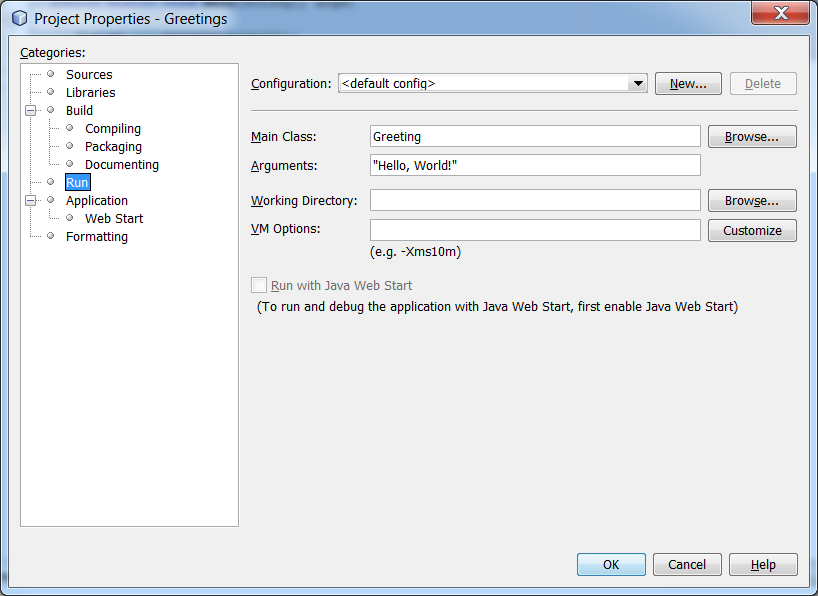 Project Properties - Greetings
Categories:
Sources
Libraries
Build
Compiling
Packaging
Documenting
Run
Application
Web Start
Formatting
Configuration: <default config> New... Delete
Main Class: Greeting Browse...
Arguments: "Hello, World!"
Working Directory: Browse...
VM Options: Customize
(e.g. -Xms10m)
Run with Java Web Start
(To run and debug the application with Java Web Start, first enable Java Web Start)
OK Cancel Help